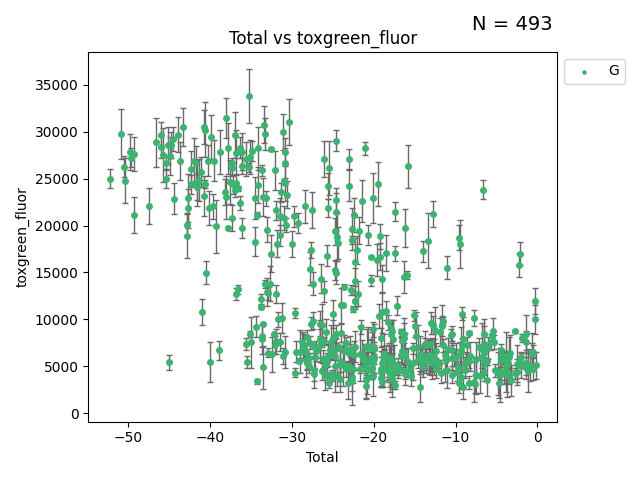 N = 493
Total vs toxgreen_fluor
G
toxgreen_fluor
35000
30000
25000
20000
15000
10000
5000
0
−50 −40 −30 −20 −10 0
Total